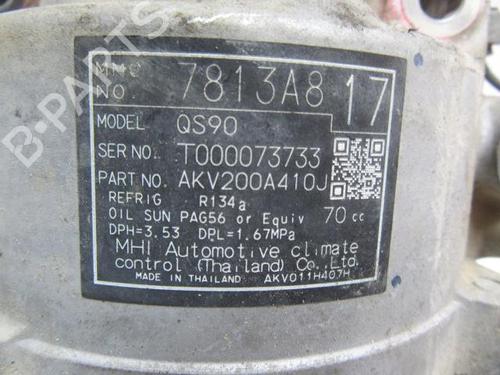 MMC NO. 7813A8 17
MODEL QS90
SER NO. T000073733
PART NO. AKV200A410J
REFRIG R134a
OIL SUN PAG56 or Equiv 70 cc
DPH=3.53 DPL=1.67MPa
MHI Automotive climate
control (Thailand) Co., Ltd.
MADE IN THAILAND AKV011H407H
B-PARTS